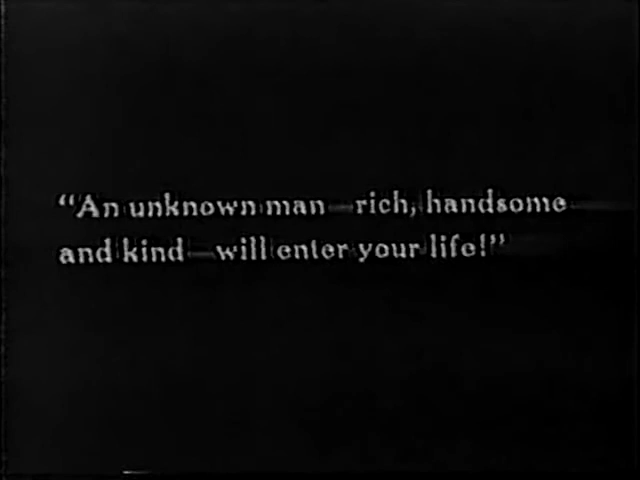 “An unknown man—rich, handsome
and kind—will enter your life!”